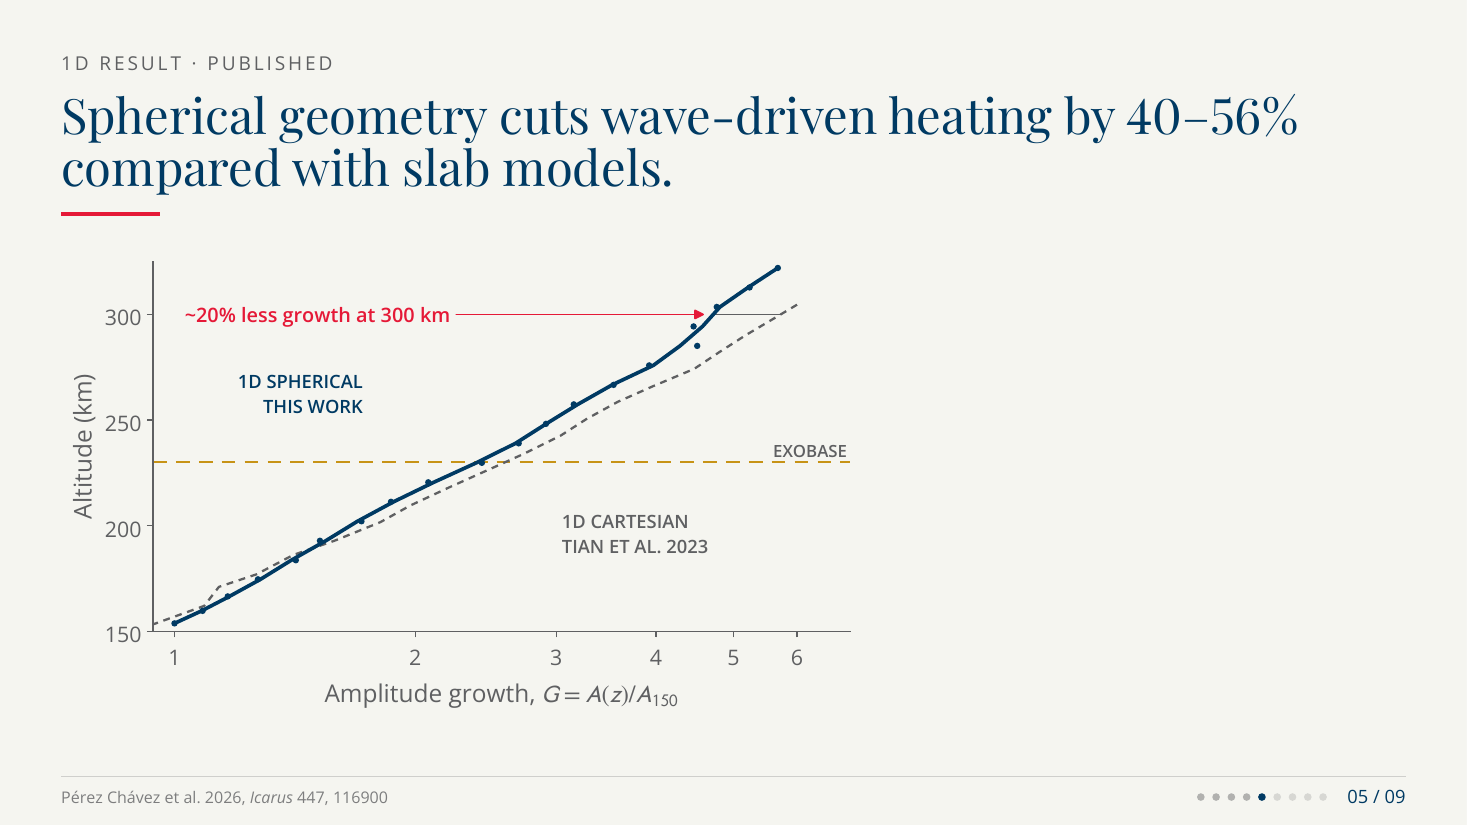 1D RESULT · PUBLISHED
Spherical geometry cuts wave-driven heating by 40–56%
compared with slab models.
~20% less growth at 300 km
1D SPHERICAL
THIS WORK
EXOBASE
1D CARTESIAN
TIAN ET AL. 2023
Altitude (km)
300
250
200
150
1 2 3 4 5 6
Amplitude growth, G = A(z)/A150
Pérez Chávez et al. 2026, Icarus 447, 116900
05 / 09